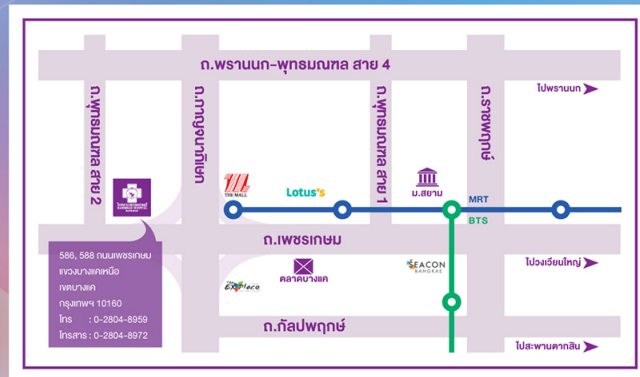 ถ.พรานนก-พุทธมณฑล สาย 4
ไปพรานนก
ถ.พุทธมณฑล สาย 2
ถ.กาญจนาภิเษก
ถ.พุทธมณฑล สาย 1
ถ.ราชพฤกษ์
THE MALL
Lotus's
ม.สยาม
MRT
BTS
ถ.เพชรเกษม
586, 588 ถนนเพชรเกษม
แขวงบางแคเหนือ
เขตบางแค
กรุงเทพฯ 10160
โทร : 0-2804-8959
โทรสาร : 0-2804-8972
ตลาดบางแค
SEACON
BANGKAE
ไปวงเวียนใหญ่
ถ.กัลปพฤกษ์
ไปสะพานตากสิน